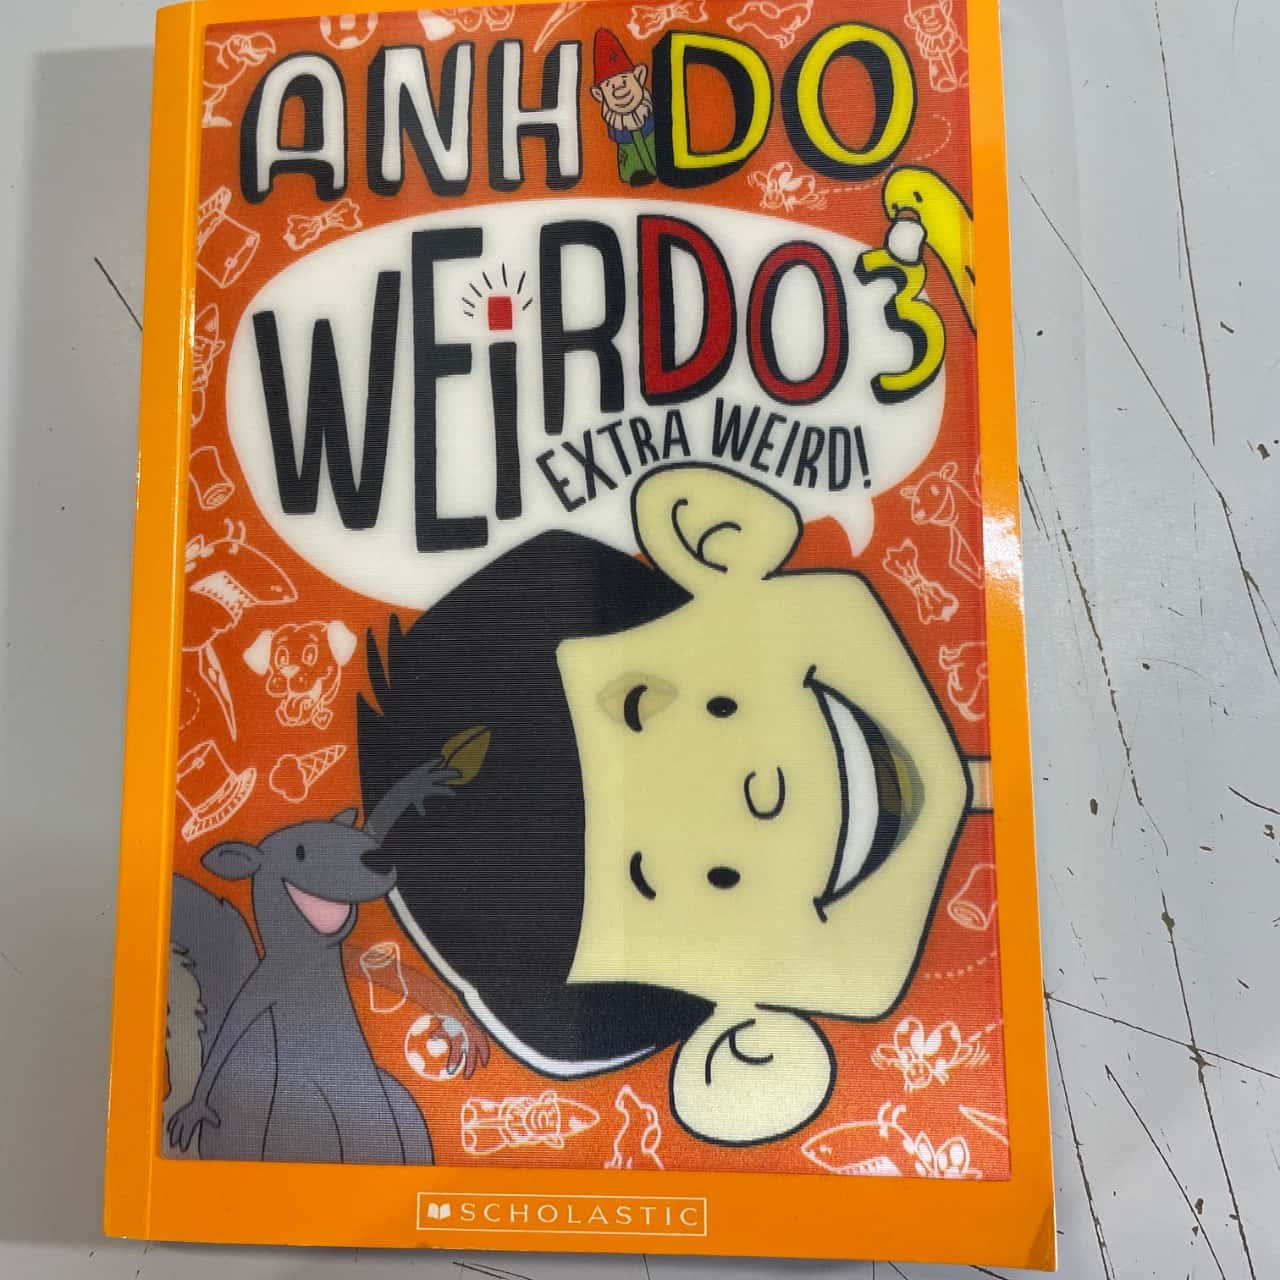 ANH DO
WEiRDO 3
EXTRA WEIRD!
SCHOLASTIC